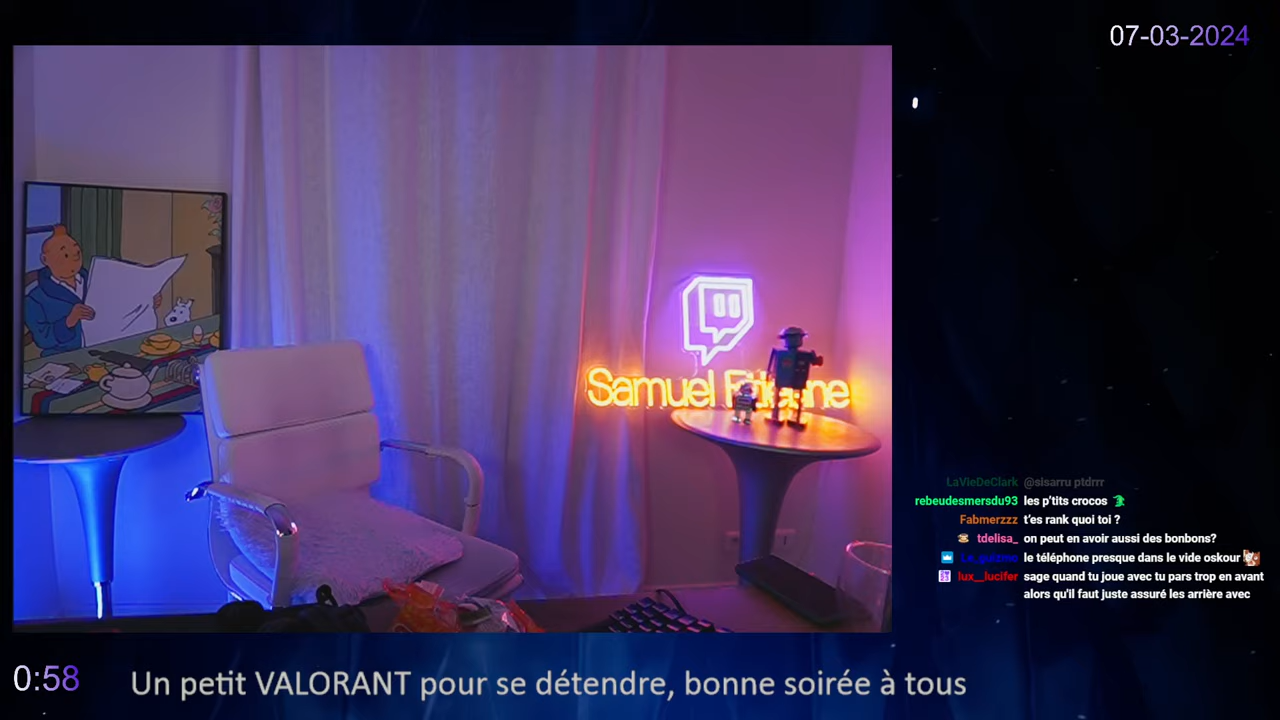 07-03-2024
Samuel Etienne
LaVieDeClark @sisarru ptdrrr
rebeudesmersdu93 les p'tits crocos
Fabmerzzz t'es rank quoi toi ?
tdelisa_ on peut en avoir aussi des bonbons?
le téléphone presque dans le vide oskour
lux__lucifer sage quand tu joue avec tu pars trop en avant
alors qu'il faut juste assuré les arrière avec
0:58
Un petit VALORANT pour se détendre, bonne soirée à tous